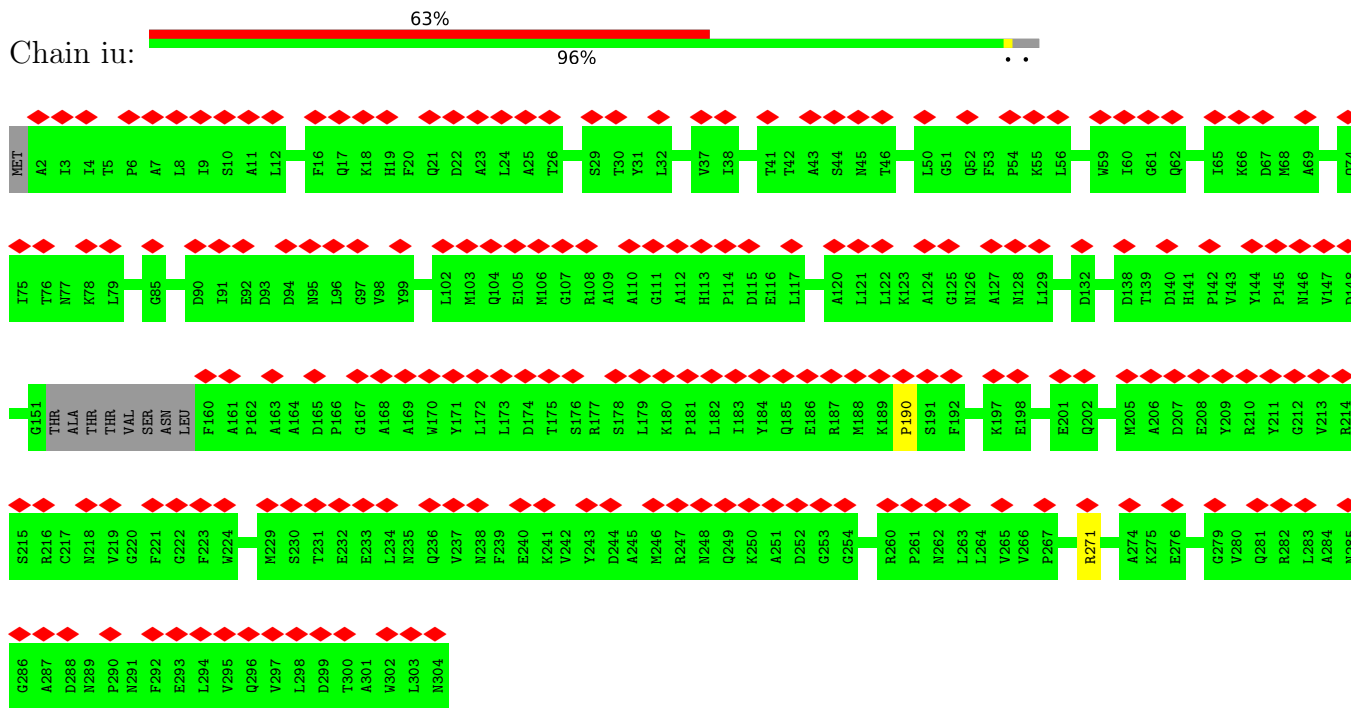 Chain iu:
63%
96%
. .
MET A2 I3 I4 T5 P6 A7 L8 I9 S10 A11 L12 F16 Q17 K18 H19 F20 Q21 D22 A23 L24 A25 T26 S29 T30 Y31 L32 V37 I38 T41 T42 A43 S44 N45 T46 L50 G51 Q52 F53 P54 K55 L56 W59 I60 G61 Q62 I65 K66 D67 M68 A69
I75 T76 N77 K78 L79 G85 D90 I91 E92 D93 D94 N95 L96 G97 V98 Y99 L102 M103 Q104 E105 M106 G107 R108 A109 A110 G111 A112 H113 P114 D115 E116 L117 A120 L121 L122 K123 A124 G125 N126 A127 N128 L129 D132 D138 T139 D140 H141 P142 V143 Y144 P145 N146 V147
G151 THR ALA THR THR VAL SER ASN LEU F160 A161 P162 A163 A164 D165 P166 G167 A168 A169 W170 Y171 L172 L173 D174 T175 S176 R177 S178 L179 K180 P181 L182 I183 Y184 Q185 E186 R187 M188 K189 P190 S191 F192 K197 E198 E201 Q202 M205 A206 D207 E208 Y209 R210 Y211 G212 V213 R214
S215 R216 C217 N218 V219 G220 F221 G222 F223 W224 M229 S230 T231 E232 E233 L234 N235 Q236 V237 N238 F239 E240 K241 V242 Y243 D244 A245 M246 R247 N248 Q249 K250 A251 D252 G253 G254 R260 P261 N262 L263 L264 V265 V266 P267 R271 A274 K275 E276 G279 V280 Q281 R282 L283 A284 N285
G286 A287 D288 N289 P290 N291 F292 E293 L294 V295 Q296 V297 L298 D299 T300 A301 W302 L303 N304